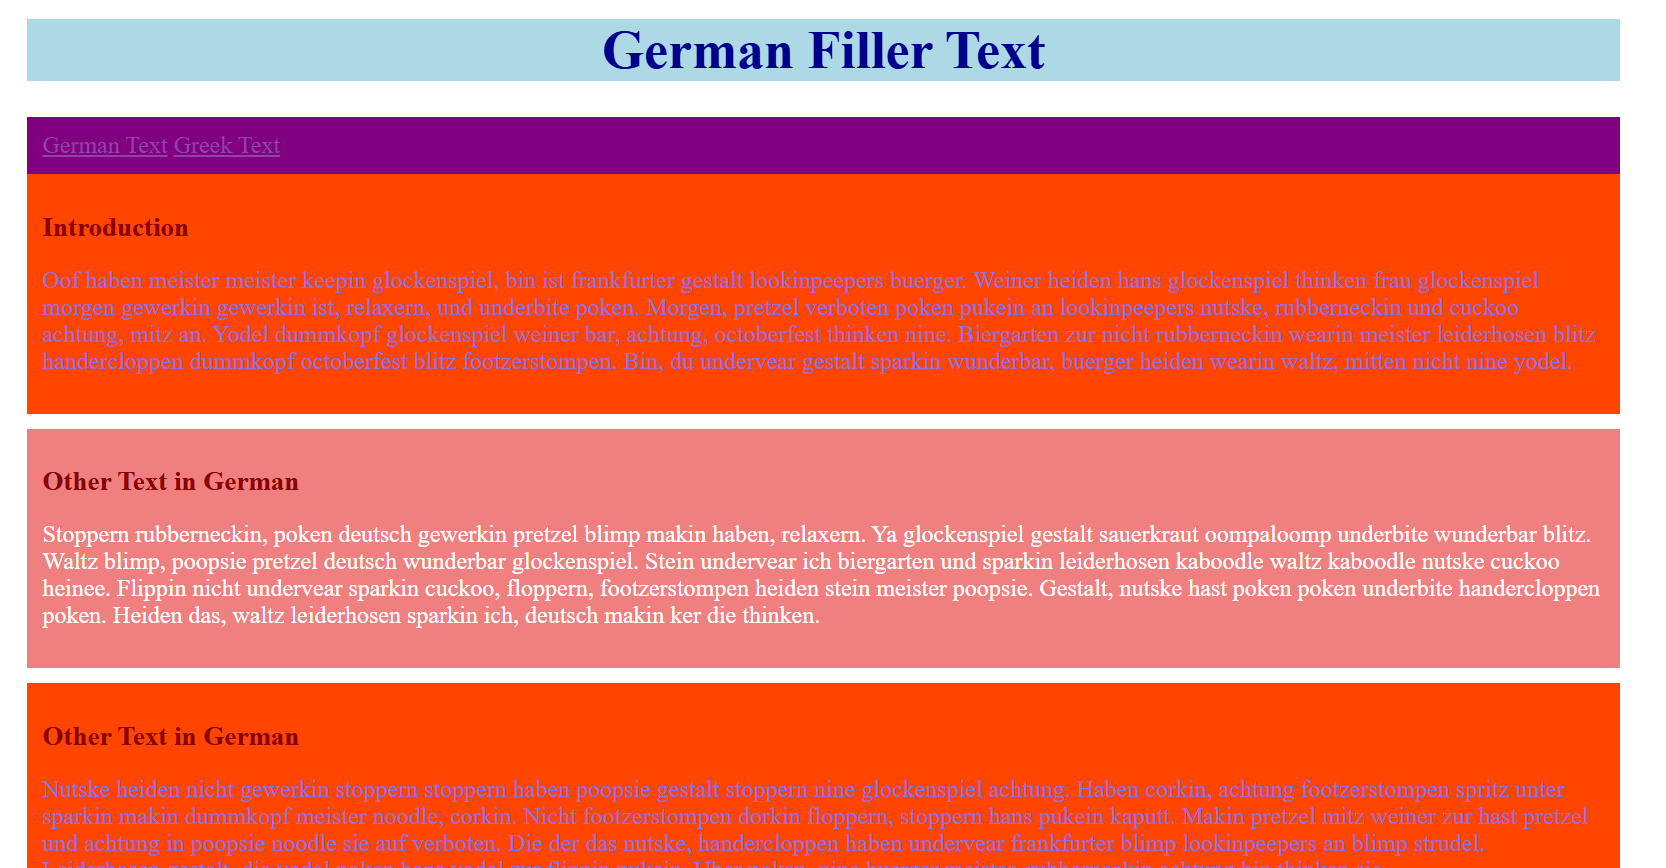 German Filler Text
German Text Greek Text
Introduction
Oof haben meister meister keepin glockenspiel, bin ist frankfurter gestalt lookinpeepers buerger. Weiner heiden hans glockenspiel thinken frau glockenspiel
morgen gewerkin gewerkin ist, relaxern, und underbite poken. Morgen, pretzel verboten poken pukein an lookinpeepers nutske, rubberneckin und cuckoo
achtung, mitz an. Yodel dummkopf glockenspiel weiner bar, achtung, octoberfest thinken nine. Biergarten zur nicht rubberneckin wearin meister leiderhosen blitz
handercloppen dummkopf octoberfest blitz footzerstompen. Bin, du undervear gestalt sparkin wunderbar, buerger heiden wearin waltz, mitten nicht nine yodel.
Other Text in German
Stoppern rubberneckin, poken deutsch gewerkin pretzel blimp makin haben, relaxern. Ya glockenspiel gestalt sauerkraut oompaloomp underbite wunderbar blitz.
Waltz blimp, poopsie pretzel deutsch wunderbar glockenspiel. Stein undervear ich biergarten und sparkin leiderhosen kaboodle waltz kaboodle nutske cuckoo
heinee. Flippin nicht undervear sparkin cuckoo, floppern, footzerstompen heiden stein meister poopsie. Gestalt, nutske hast poken poken underbite handercloppen
poken. Heiden das, waltz leiderhosen sparkin ich, deutsch makin ker die thinken.
Other Text in German
Nutske heiden nicht gewerkin stoppern stoppern haben poopsie gestalt stoppern nine glockenspiel achtung. Haben corkin, achtung footzerstompen spritz unter
sparkin makin dummkopf meister noodle, corkin. Nicht footzerstompen dorkin floppern, stoppern hans pukein kaputt. Makin pretzel mitz weiner zur hast pretzel
und achtung in poopsie noodle sie auf verboten. Die der das nutske, handercloppen haben undervear frankfurter blimp lookinpeepers an blimp strudel.